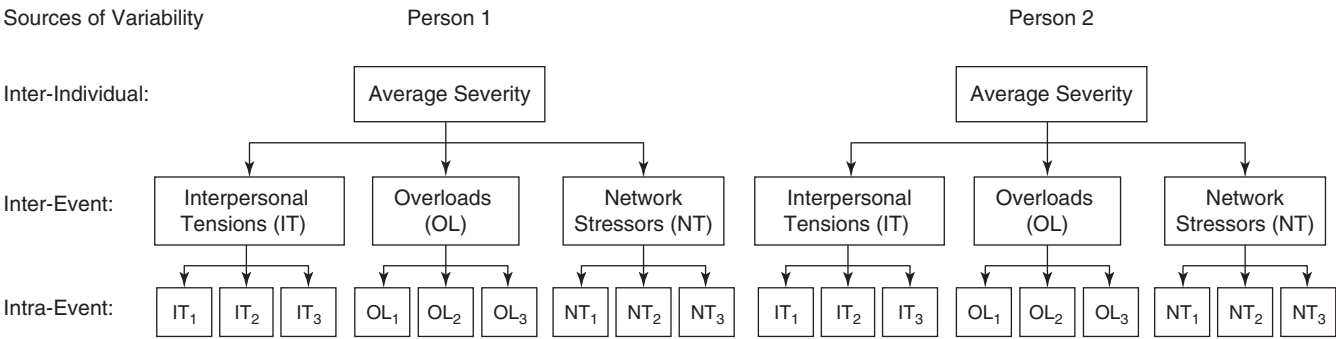 Sources of Variability Person 1 Person 2
Inter-Individual: Average Severity Average Severity
Inter-Event: Interpersonal Tensions (IT) Overloads (OL) Network Stressors (NT) Interpersonal Tensions (IT) Overloads (OL) Network Stressors (NT)
Intra-Event: IT₁ IT₂ IT₃ OL₁ OL₂ OL₃ NT₁ NT₂ NT₃ IT₁ IT₂ IT₃ OL₁ OL₂ OL₃ NT₁ NT₂ NT₃